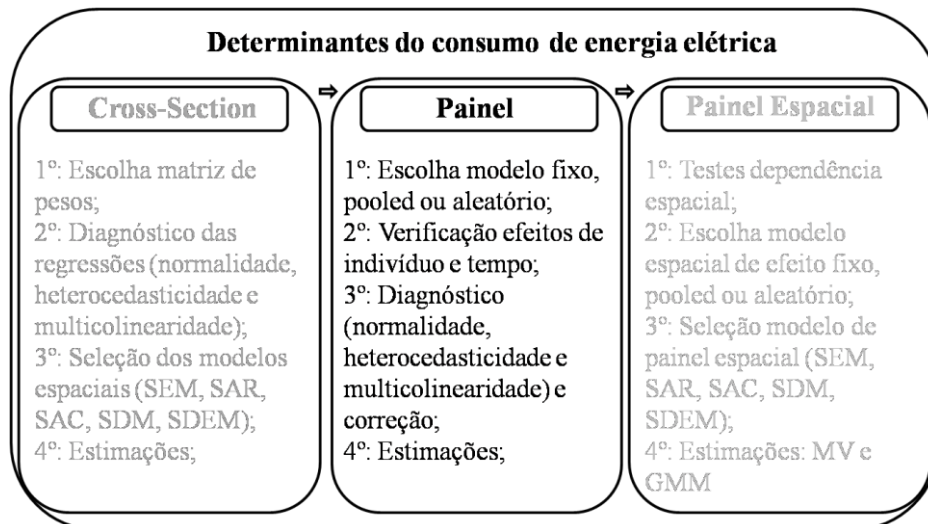 Determinantes do consumo de energia elétrica
Cross-Section
1º: Escolha matriz de
pesos;
2º: Diagnóstico das
regressões (normalidade,
heterocedasticidade e
multicolinearidade);
3º: Seleção dos modelos
espaciais (SEM, SAR,
SAC, SDM, SDEM);
4º: Estimações;
⇨
Painel
1º: Escolha modelo fixo,
pooled ou aleatório;
2º: Verificação efeitos de
indivíduo e tempo;
3º: Diagnóstico
(normalidade,
heterocedasticidade e
multicolinearidade) e
correção;
4º: Estimações;
⇨
Painel Espacial
1º: Testes dependência
espacial;
2º: Escolha modelo
espacial de efeito fixo,
pooled ou aleatório;
3º: Seleção modelo de
painel espacial (SEM,
SAR, SAC, SDM,
SDEM);
4º: Estimações: MV e
GMM